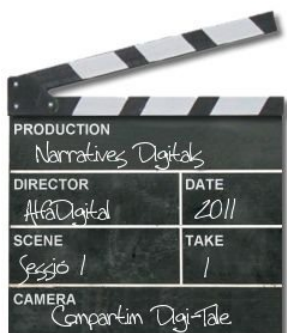 PRODUCTION
Narratives Digitals
DIRECTOR
AlfaDigital
DATE
2011
SCENE
Sessió 1
TAKE
1
CAMERA
Compartim Digi-Tale